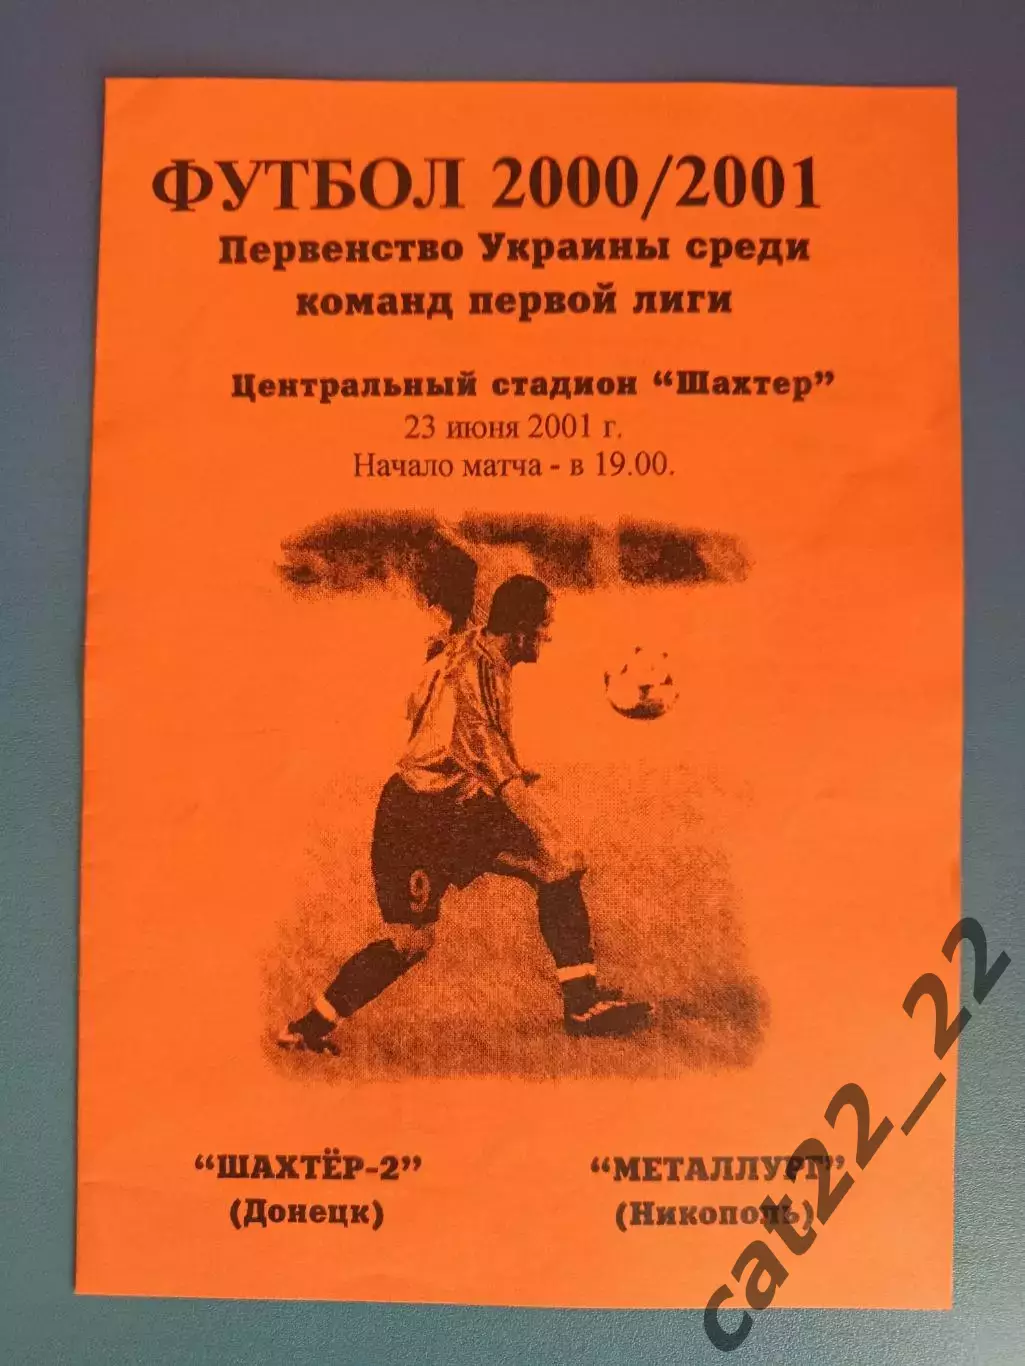 ФУТБОЛ 2000/2001
Первенство Украины среди
команд первой лиги
Центральный стадион “Шахтер”
23 июня 2001 г.
Начало матча - в 19.00.
9
“ШАХТЁР-2” “МЕТАЛЛУРГ”
(Донецк) (Никополь)
cat22_22